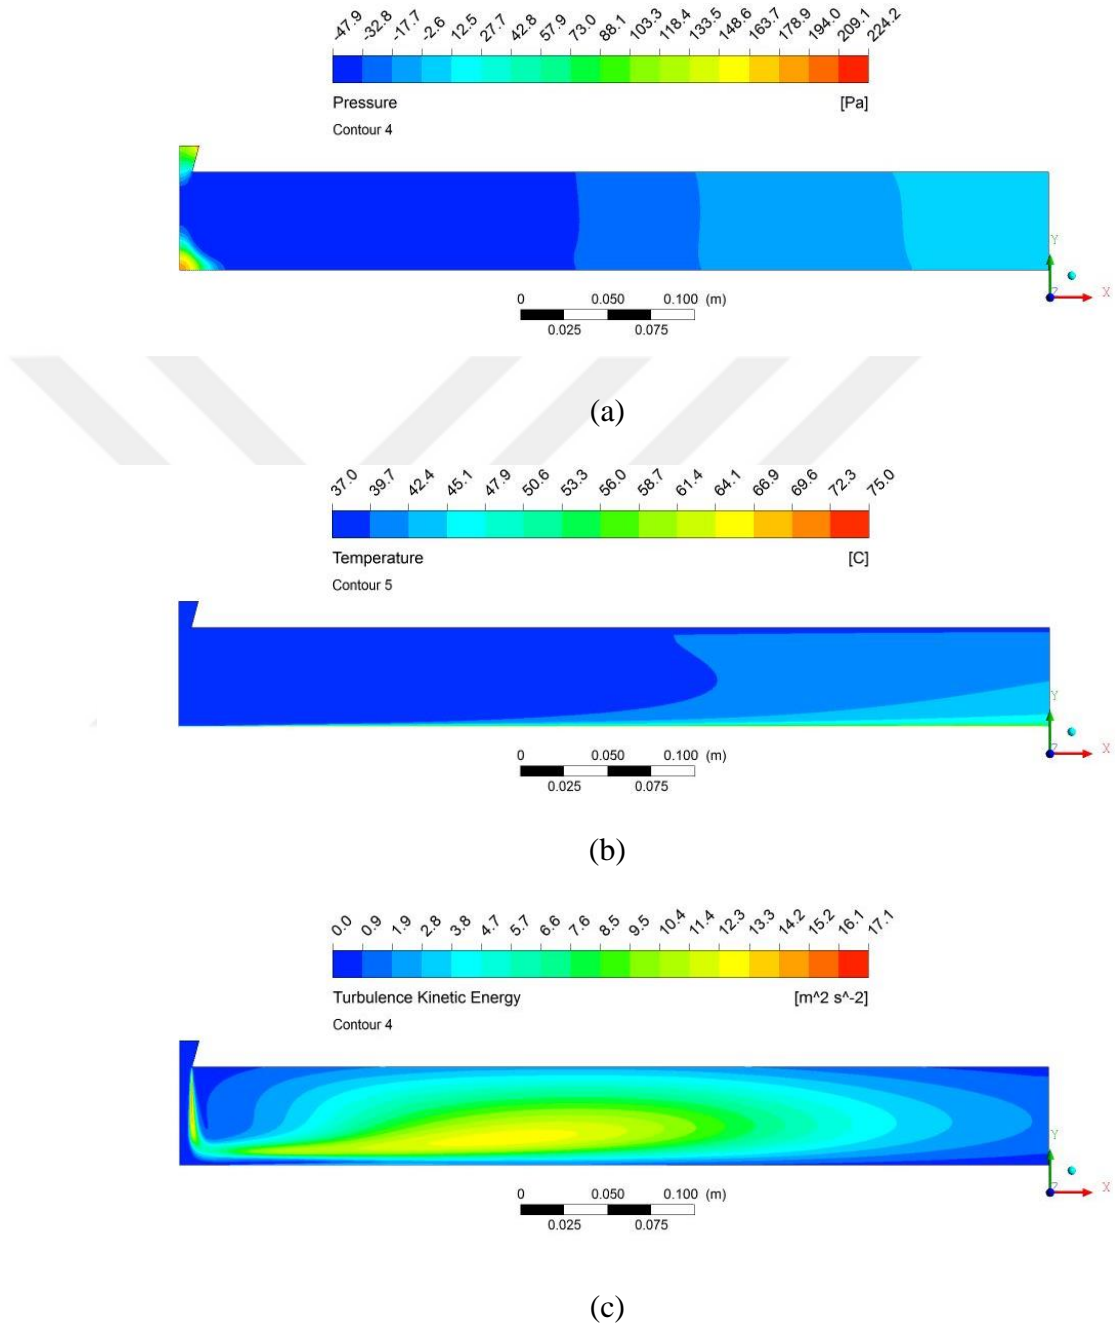 -47.9 -32.8 -17.7 -2.6 12.5 27.7 42.8 57.9 73.0 88.1 103.3 118.4 133.5 148.6 163.7 178.9 194.0 209.1 224.2
Pressure [Pa]
Contour 4
Y
Z X
0 0.050 0.100 (m)
0.025 0.075
(a)
37.0 39.7 42.4 45.1 47.9 50.6 53.3 56.0 58.7 61.4 64.1 66.9 69.6 72.3 75.0
Temperature [C]
Contour 5
Y
Z X
0 0.050 0.100 (m)
0.025 0.075
(b)
0.0 0.9 1.9 2.8 3.8 4.7 5.7 6.6 7.6 8.5 9.5 10.4 11.4 12.3 13.3 14.2 15.2 16.1 17.1
Turbulence Kinetic Energy [m^2 s^-2]
Contour 4
Y
Z X
0 0.050 0.100 (m)
0.025 0.075
(c)